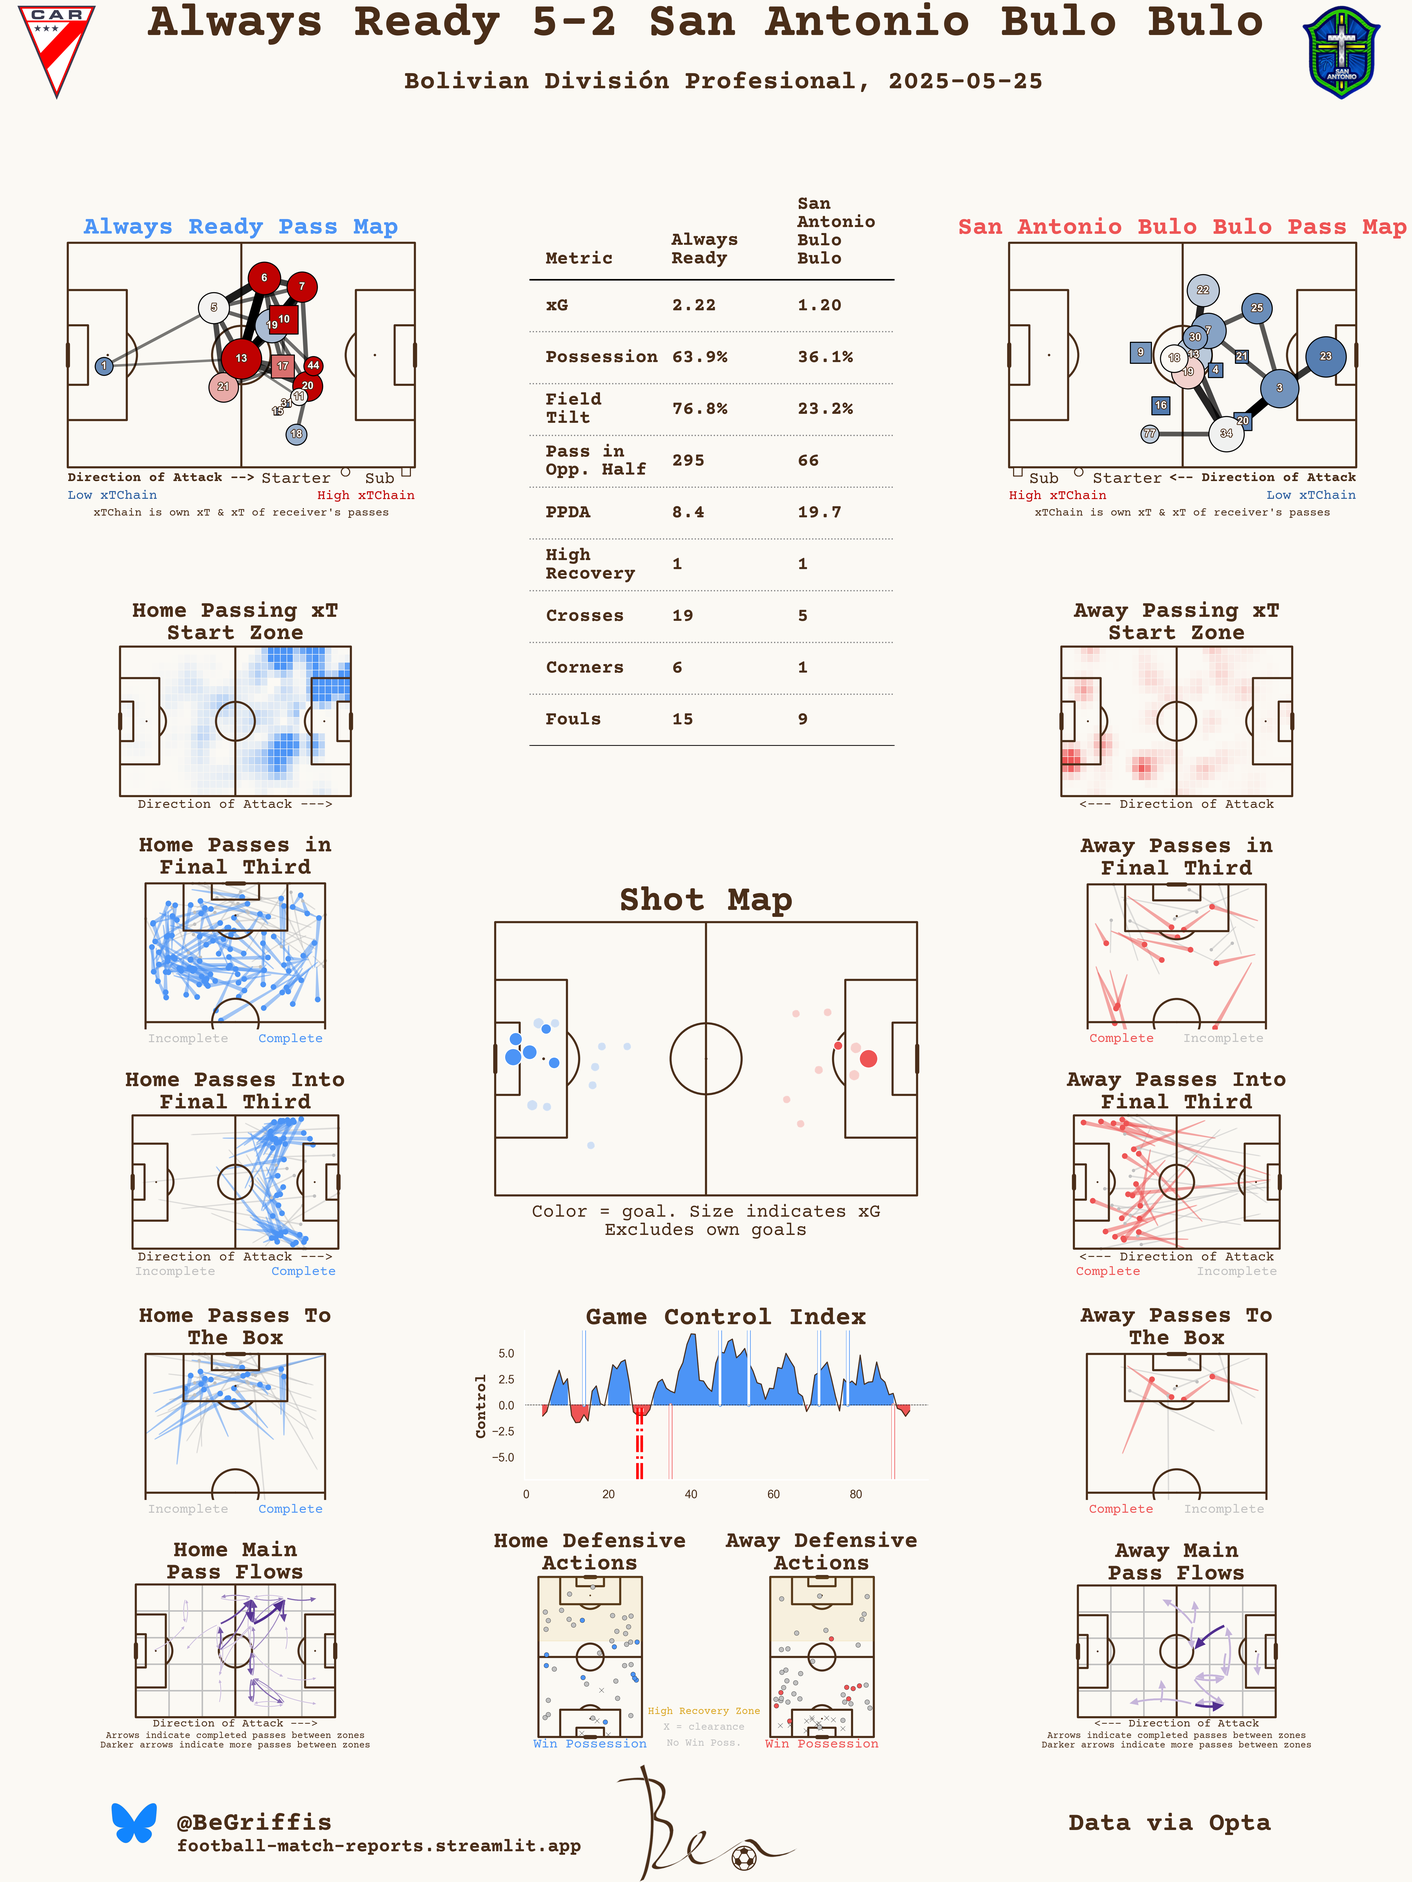 Always Ready 5-2 San Antonio Bulo Bulo
Bolivian División Profesional, 2025-05-25
CAR
SAN
ANTONIO
Always Ready Pass Map
1
5
6
7
19
10
13
21
17
44
20
11
31
15
18
Direction of Attack --> Starter Sub
Low xTChain High xTChain
xTChain is own xT & xT of receiver's passes
Metric Always Ready San Antonio Bulo Bulo
xG 2.22 1.20
Possession 63.9% 36.1%
Field Tilt 76.8% 23.2%
Pass in Opp. Half 295 66
PPDA 8.4 19.7
High Recovery 1 1
Crosses 19 5
Corners 6 1
Fouls 15 9
San Antonio Bulo Bulo Pass Map
22
25
7
30
13
18
19
9
21
4
23
3
16
20
34
77
Sub Starter <-- Direction of Attack
High xTChain Low xTChain
xTChain is own xT & xT of receiver's passes
Home Passing xT
Start Zone
Direction of Attack --->
Away Passing xT
Start Zone
<--- Direction of Attack
Home Passes in
Final Third
Incomplete Complete
Away Passes in
Final Third
Complete Incomplete
Shot Map
Color = goal. Size indicates xG
Excludes own goals
Home Passes Into
Final Third
Direction of Attack --->
Incomplete Complete
Away Passes Into
Final Third
<--- Direction of Attack
Complete Incomplete
Game Control Index
Control
5.0
2.5
0.0
−2.5
−5.0
0 20 40 60 80
Home Passes To
The Box
Incomplete Complete
Away Passes To
The Box
Complete Incomplete
Home Main
Pass Flows
Direction of Attack --->
Arrows indicate completed passes between zones
Darker arrows indicate more passes between zones
Home Defensive
Actions
Win Possession
High Recovery Zone
X = clearance
No Win Poss.
Away Defensive
Actions
Win Possession
Away Main
Pass Flows
<--- Direction of Attack
Arrows indicate completed passes between zones
Darker arrows indicate more passes between zones
@BeGriffis
football-match-reports.streamlit.app
Ben
Data via Opta